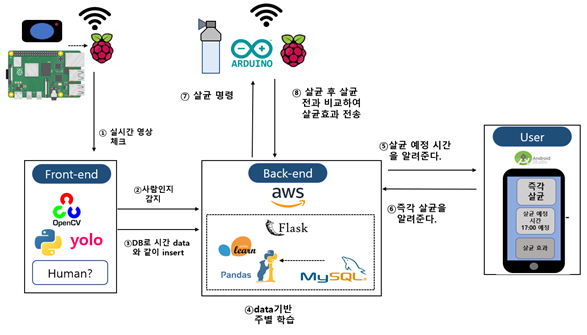 ARDUINO
① 실시간 영상
체크
⑦ 살균 명령
⑧ 살균 후 살균
전과 비교하여
살균효과 전송
Front-end
OpenCV
yolo
Human?
②사람인지
감지
③DB로 시간 data
와 같이 insert
Back-end
aws
Flask
learn
Pandas
MySQL
④data기반
주별 학습
⑤살균 예정 시간
을 알려준다.
⑥즉각 살균을
알려준다.
User
Android
즉각
살균
살균 예정
시간
17:00 예정
살균 효과